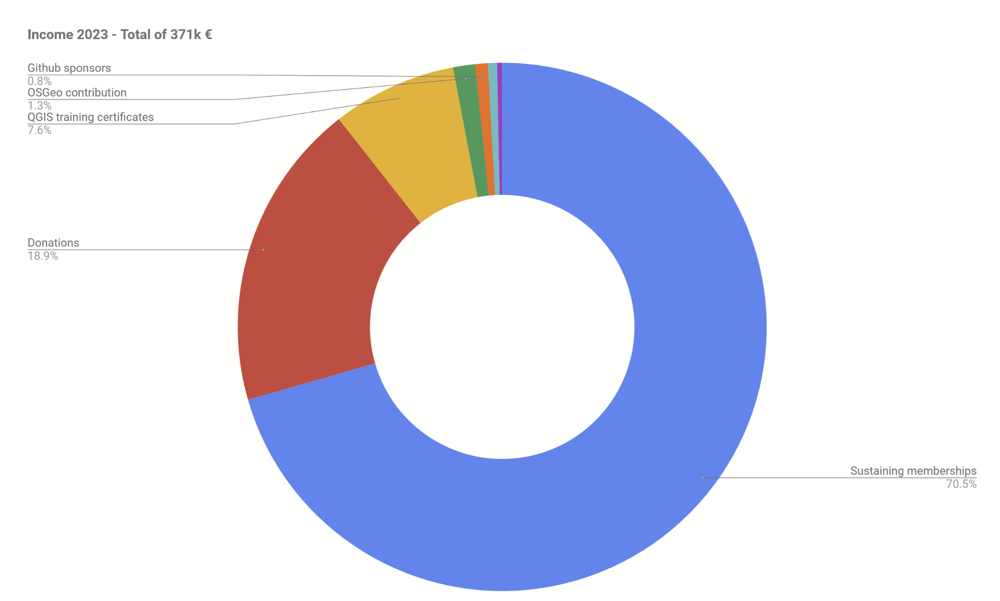 Income 2023 - Total of 371k €
Github sponsors
0.8%
OSGeo contribution
1.3%
QGIS training certificates
7.6%
Donations
18.9%
Sustaining memberships
70.5%